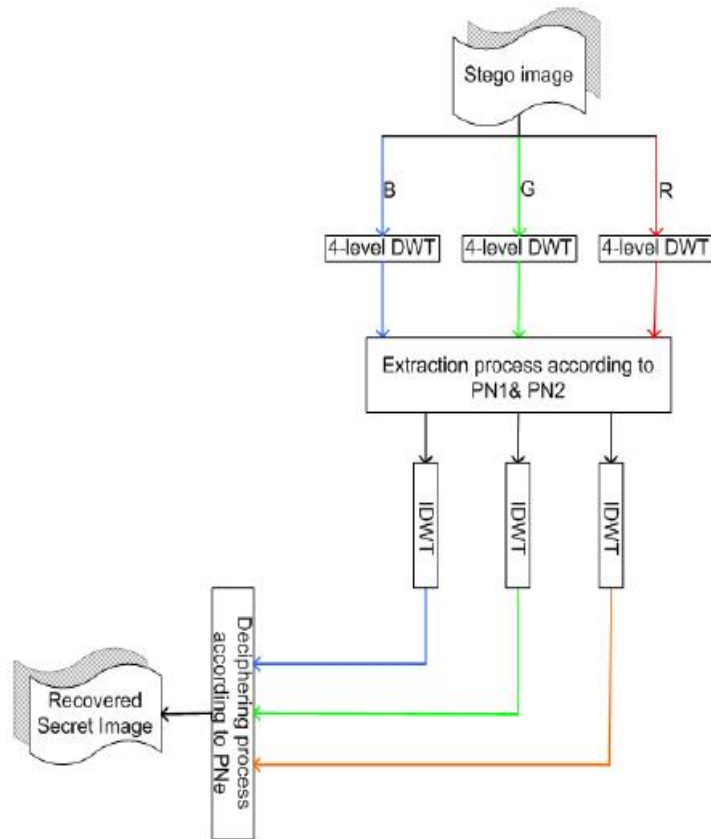 Stego image
B
G
R
4-level DWT
4-level DWT
4-level DWT
Extraction process according to
PN1& PN2
IDWT
IDWT
IDWT
Deciphering process
according to PNe
Recovered
Secret Image